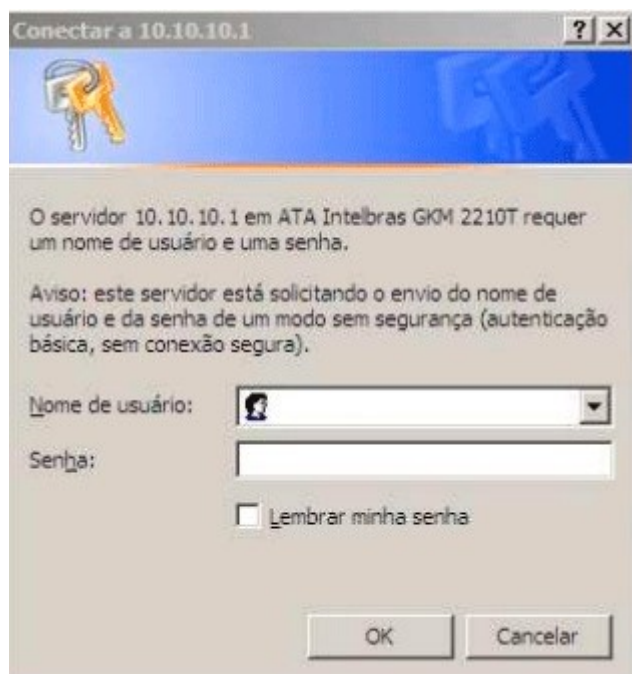 Conectar a 10.10.10.1
O servidor 10.10.10.1 em ATA Intelbras GKM 2210T requer
um nome de usuário e uma senha.
Aviso: este servidor está solicitando o envio do nome de
usuário e da senha de um modo sem segurança (autenticação
básica, sem conexão segura).
Nome de usuário:
Senha:
Lembrar minha senha
OK Cancelar